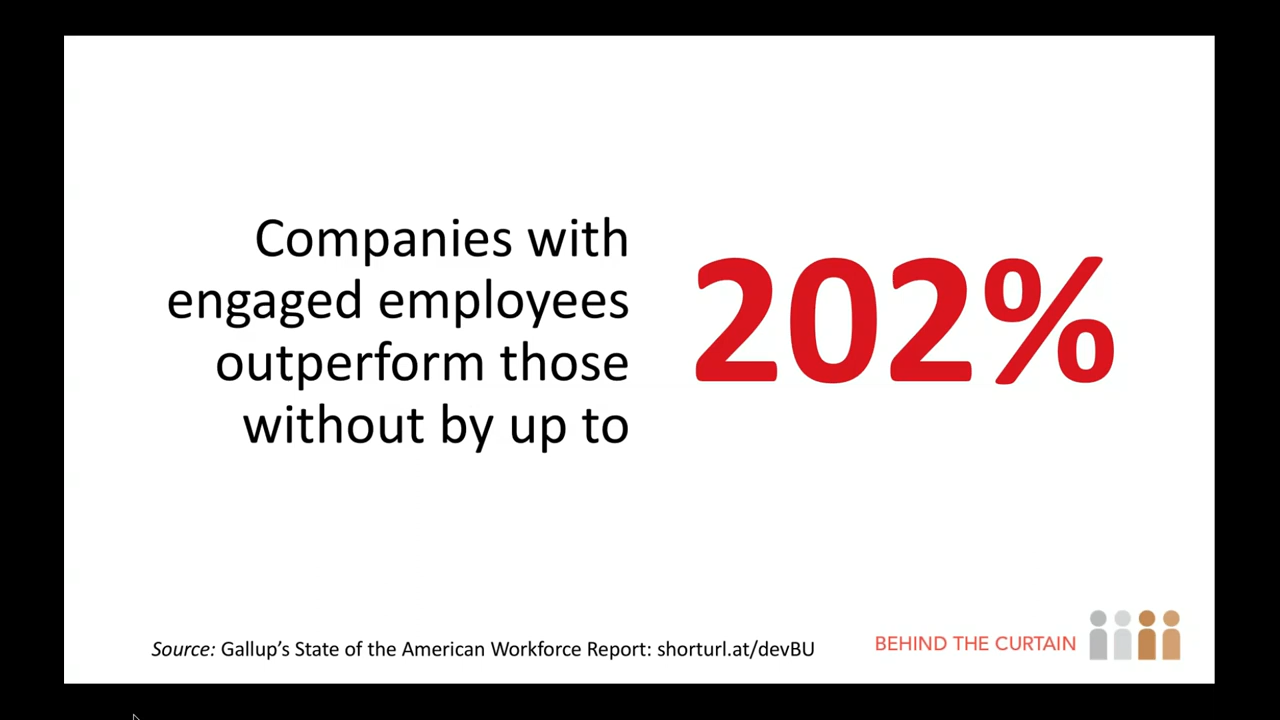 Companies with
engaged employees
outperform those
without by up to
202%
Source: Gallup's State of the American Workforce Report: shorturl.at/devBU
BEHIND THE CURTAIN